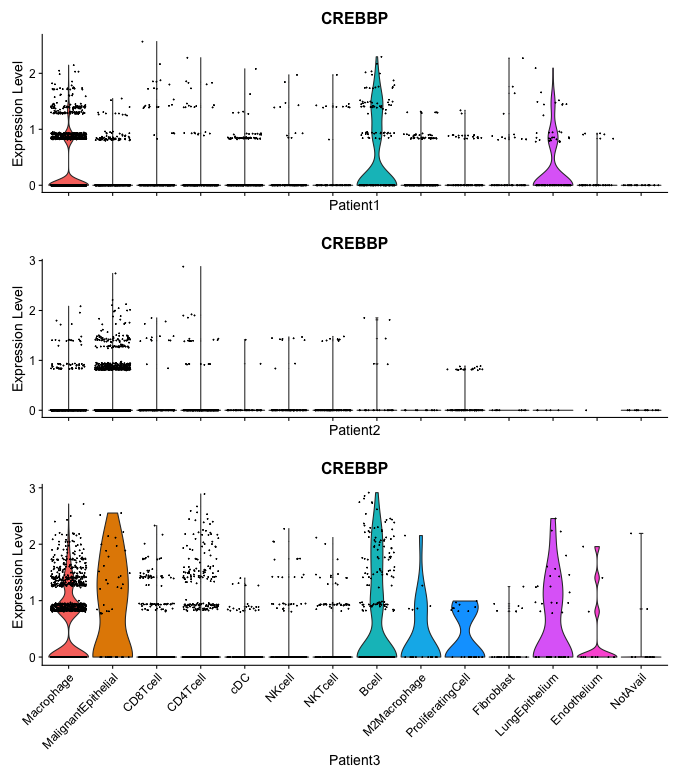 CREBBP
Expression Level
2
1
0
Patient1
CREBBP
Expression Level
3
2
1
0
Patient2
CREBBP
Expression Level
3
2
1
0
Macrophage
MalignantEpithelial
CD8Tcell
CD4Tcell
cDC
NKcell
NKTcell
Bcell
M2Macrophage
ProliferatingCell
Fibroblast
LungEpithelium
Endothelium
NotAvail
Patient3